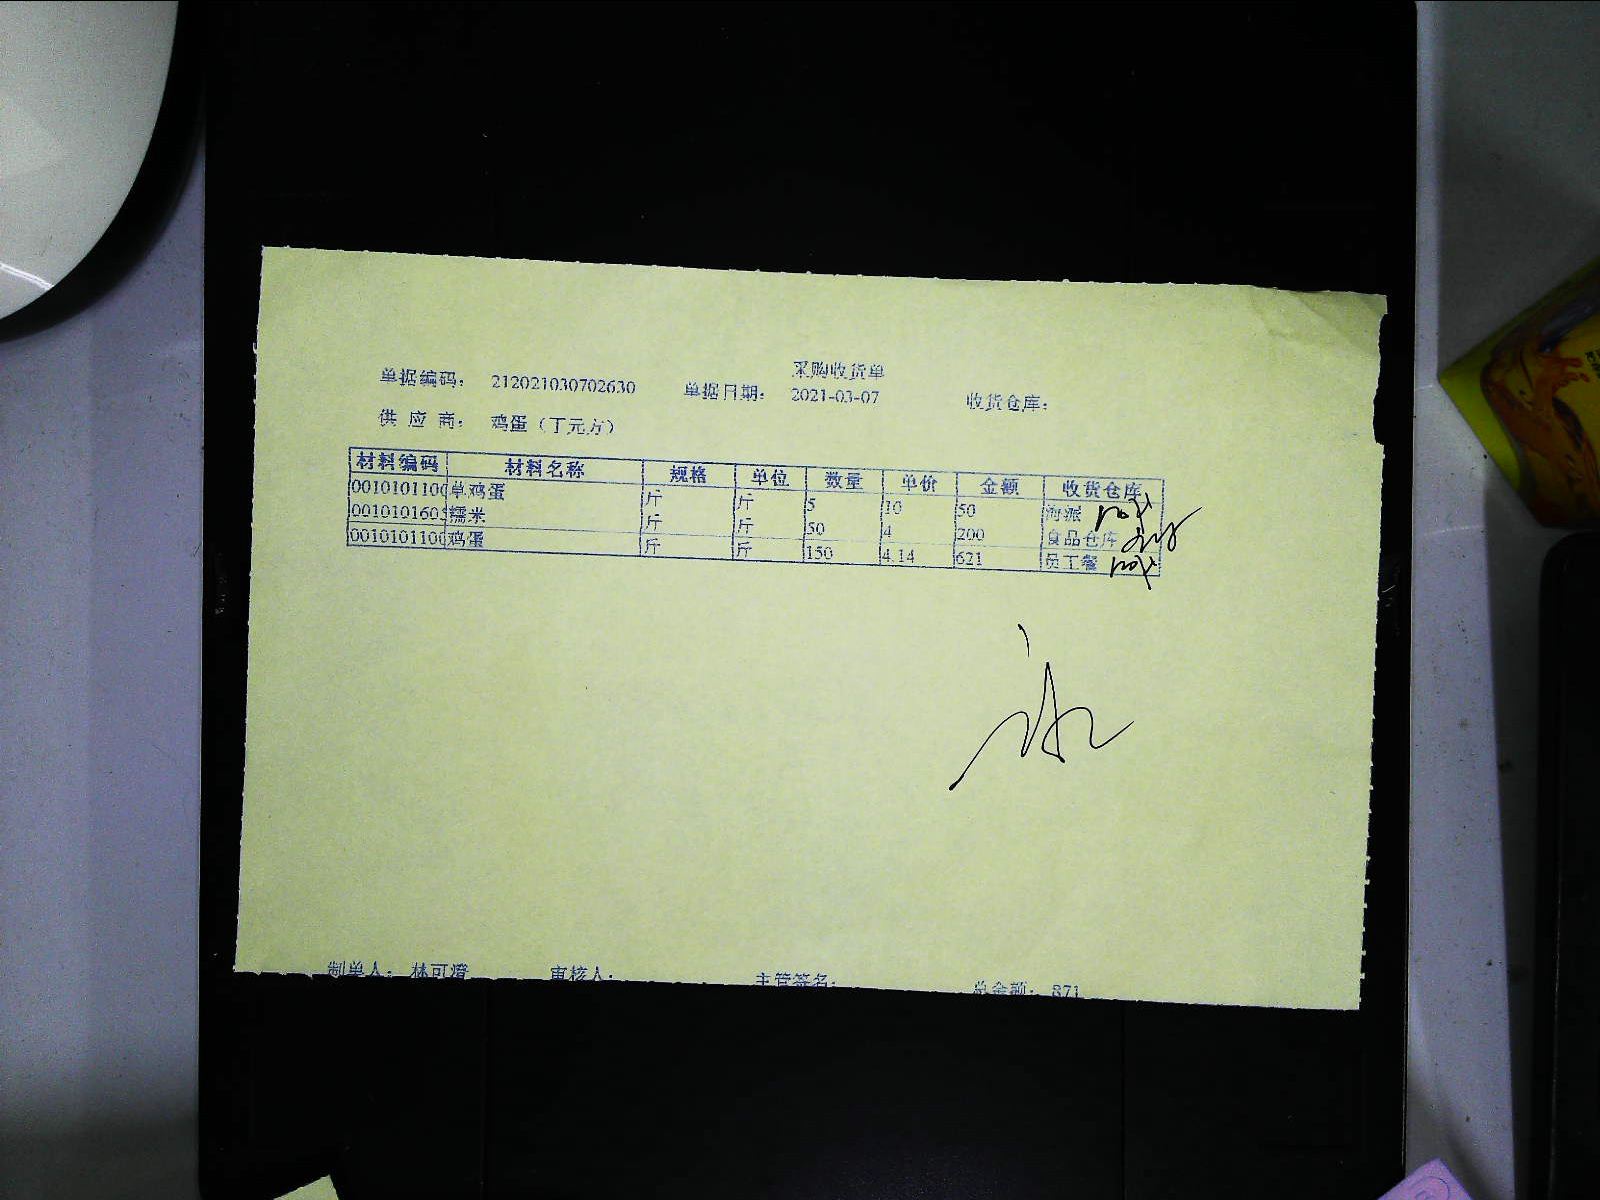 采购收货单
单据编码： 212021030702630 单据日期： 2021-03-07 收货仓库：
供 应 商： 鸡蛋（丁元方）
材料编码 材料名称 规格 单位 数量 单价 金额 收货仓库
0010101100 草鸡蛋 斤 斤 5 10 50 海派
001010160 糯米 斤 斤 50 4 200 食品仓库
0010101100 鸡蛋 斤 斤 150 4.14 621 员工餐
制单人： 林可澄 审核人： 主管签名： 总金额： 871